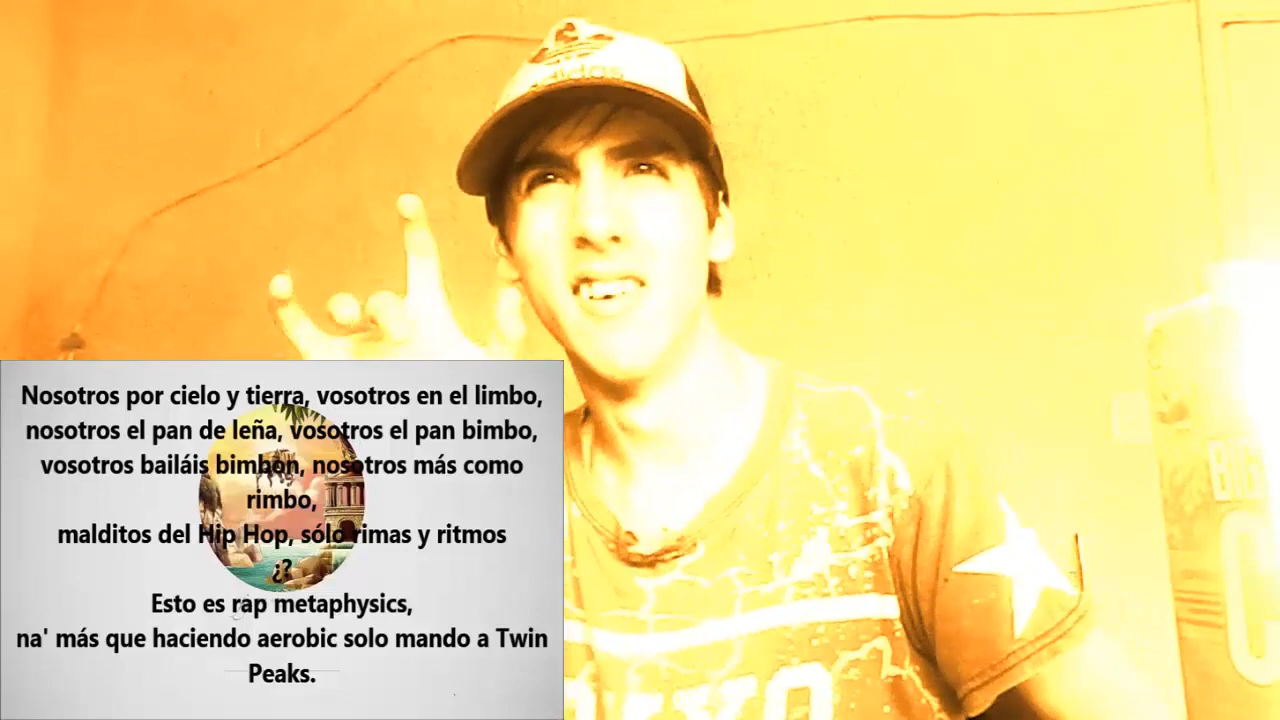 adidas
Nosotros por cielo y tierra, vosotros en el limbo,
nosotros el pan de leña, vosotros el pan bimbo,
vosotros bailáis bimbón, nosotros más como
rimbo,
malditos del Hip Hop, sólo rimas y ritmos
¿?
Esto es rap metaphysics,
na' más que haciendo aerobic solo mando a Twin
Peaks.